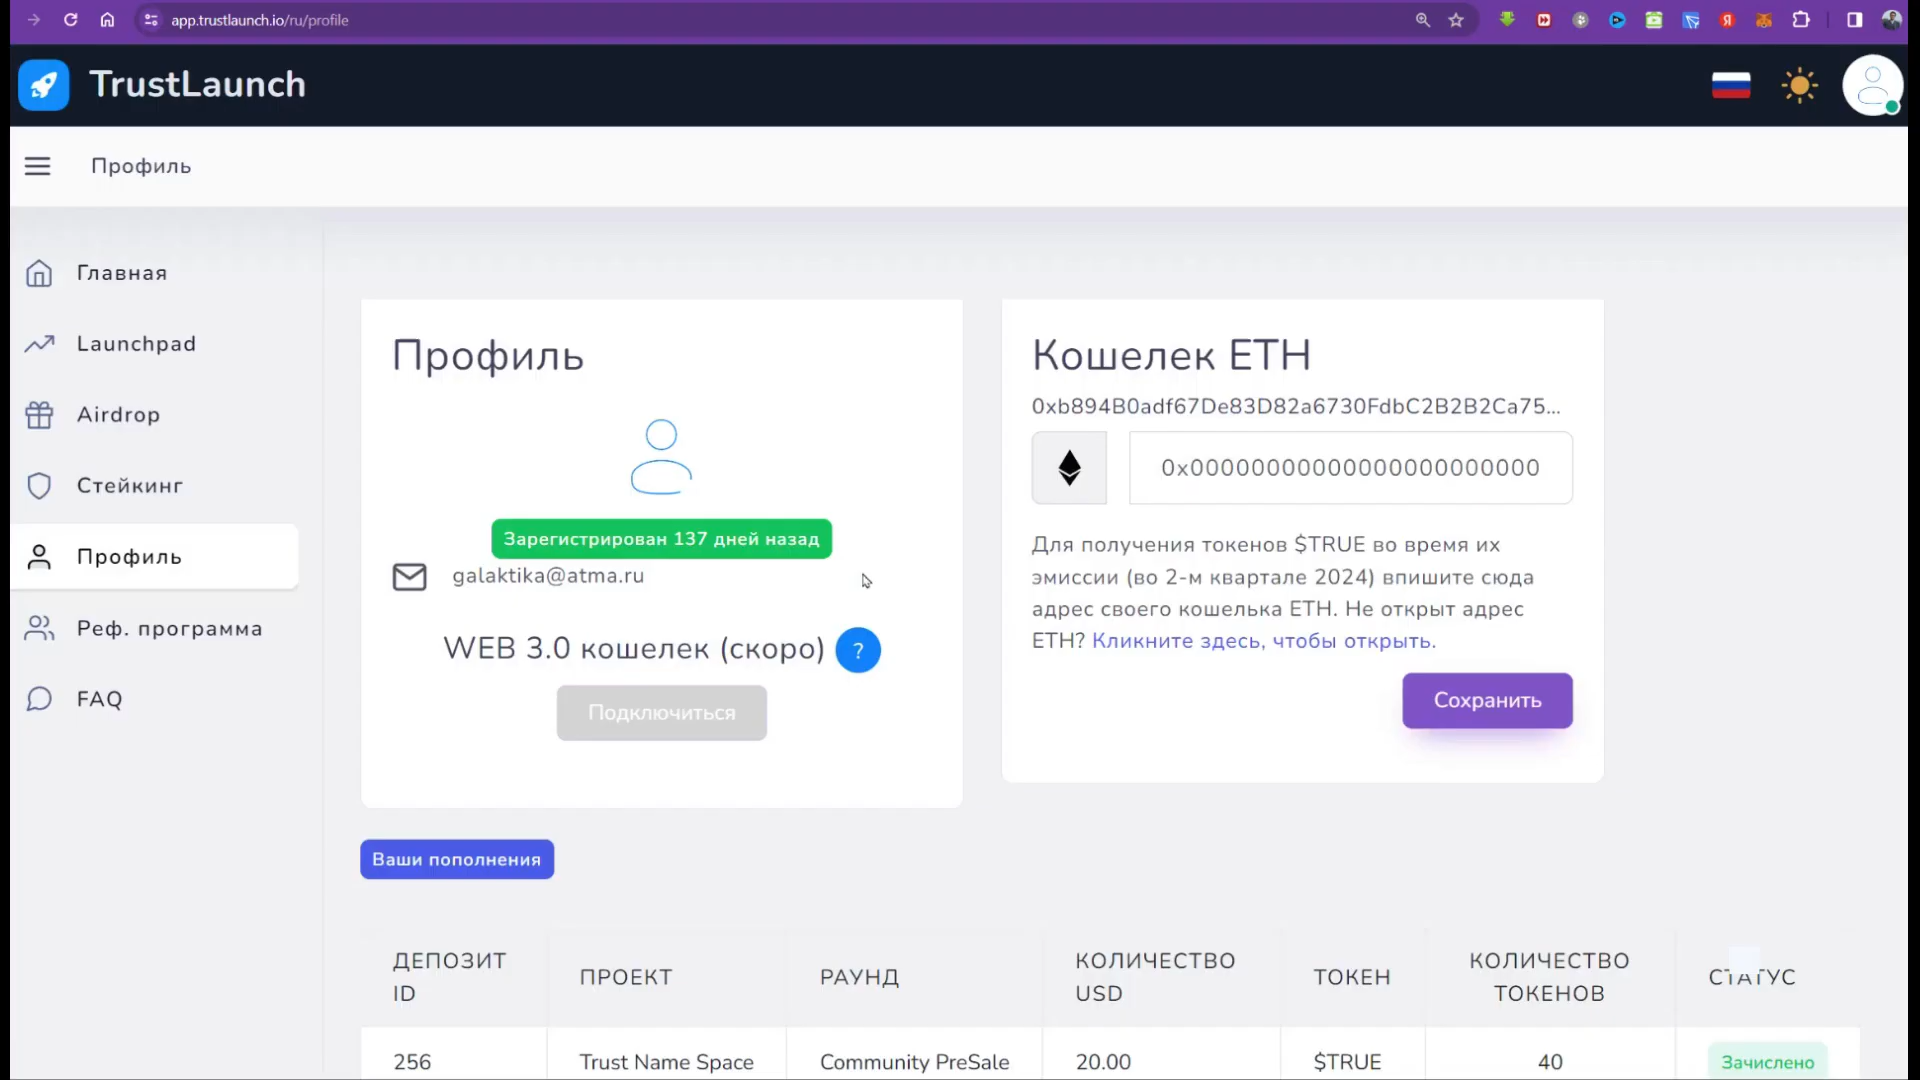 app.trustlaunch.io/ru/profile
TrustLaunch
Профиль
Главная
Launchpad
Airdrop
Стейкинг
Профиль
Реф. программа
FAQ
Профиль
Зарегистрирован 137 дней назад
galaktika@atma.ru
WEB 3.0 кошелек (скоро) ?
Подключиться
Кошелек ETH
0xb894B0adf67De83D82a6730FdbC2B2B2Ca75...
0x00000000000000000000000
Для получения токенов $TRUE во время их
эмиссии (во 2-м квартале 2024) впишите сюда
адрес своего кошелька ETH. Не открыт адрес
ETH? Кликните здесь, чтобы открыть.
Сохранить
Ваши пополнения
ДЕПОЗИТ
ID
ПРОЕКТ
РАУНД
КОЛИЧЕСТВО
USD
ТОКЕН
КОЛИЧЕСТВО
ТОКЕНОВ
СТАТУС
256 Trust Name Space Community PreSale 20.00 $TRUE 40 Зачислено